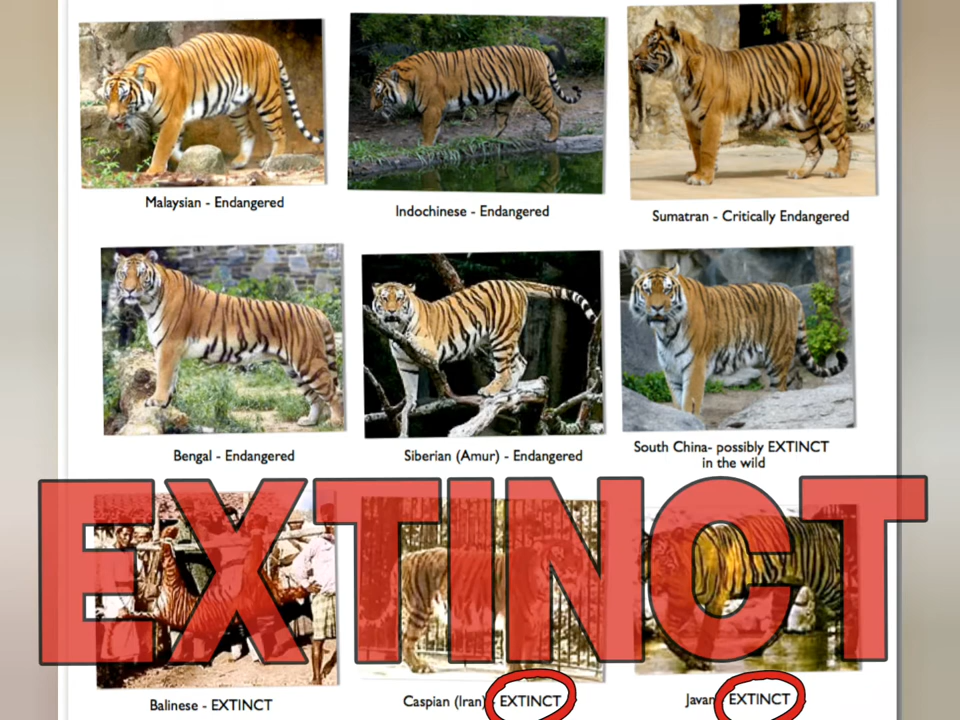 Malaysian - Endangered
Indochinese - Endangered
Sumatran - Critically Endangered
Bengal - Endangered
Siberian (Amur) - Endangered
South China- possibly EXTINCT
in the wild
EXTINCT
Balinese - EXTINCT
Caspian (Iran) - EXTINCT
Javan EXTINCT